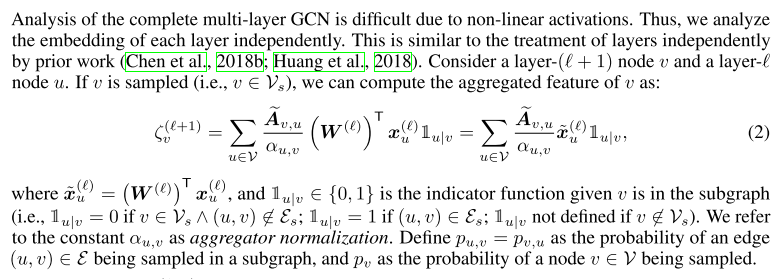 Analysis of the complete multi-layer GCN is difficult due to non-linear activations. Thus, we analyze
the embedding of each layer independently. This is similar to the treatment of layers independently
by prior work (Chen et al., 2018b; Huang et al., 2018). Consider a layer-(ℓ + 1) node v and a layer-ℓ
node u. If v is sampled (i.e., v ∈ 𝒱ₛ), we can compute the aggregated feature of v as:
$$\zeta_v^{(\ell+1)} = \sum_{u\in\mathcal{V}} \frac{\widetilde{\boldsymbol{A}}_{v,u}}{\alpha_{u,v}} \left(\boldsymbol{W}^{(\ell)}\right)^{\mathsf{T}} \boldsymbol{x}_u^{(\ell)} \mathbb{1}_{u|v} = \sum_{u\in\mathcal{V}} \frac{\widetilde{\boldsymbol{A}}_{v,u}}{\alpha_{u,v}} \tilde{\boldsymbol{x}}_u^{(\ell)} \mathbb{1}_{u|v}, \quad (2)$$
where $\tilde{\boldsymbol{x}}_u^{(\ell)} = \left(\boldsymbol{W}^{(\ell)}\right)^{\mathsf{T}} \boldsymbol{x}_u^{(\ell)}$, and $\mathbb{1}_{u|v} \in \{0, 1\}$ is the indicator function given v is in the subgraph
(i.e., $\mathbb{1}_{u|v} = 0$ if $v \in \mathcal{V}_s \wedge (u, v) \notin \mathcal{E}_s$; $\mathbb{1}_{u|v} = 1$ if $(u, v) \in \mathcal{E}_s$; $\mathbb{1}_{u|v}$ not defined if $v \notin \mathcal{V}_s$). We refer
to the constant $\alpha_{u,v}$ as aggregator normalization. Define $p_{u,v} = p_{v,u}$ as the probability of an edge
$(u, v) \in \mathcal{E}$ being sampled in a subgraph, and $p_v$ as the probability of a node $v \in \mathcal{V}$ being sampled.